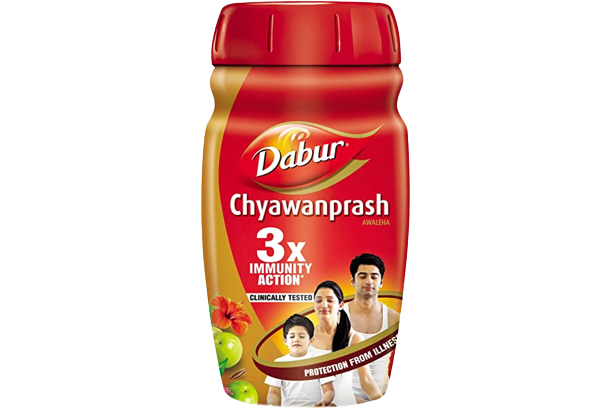 Dabur
Chyawanprash
AWALEHA
3x
IMMUNITY
ACTION*
CLINICALLY TESTED
PROTECTION FROM ILLNESS